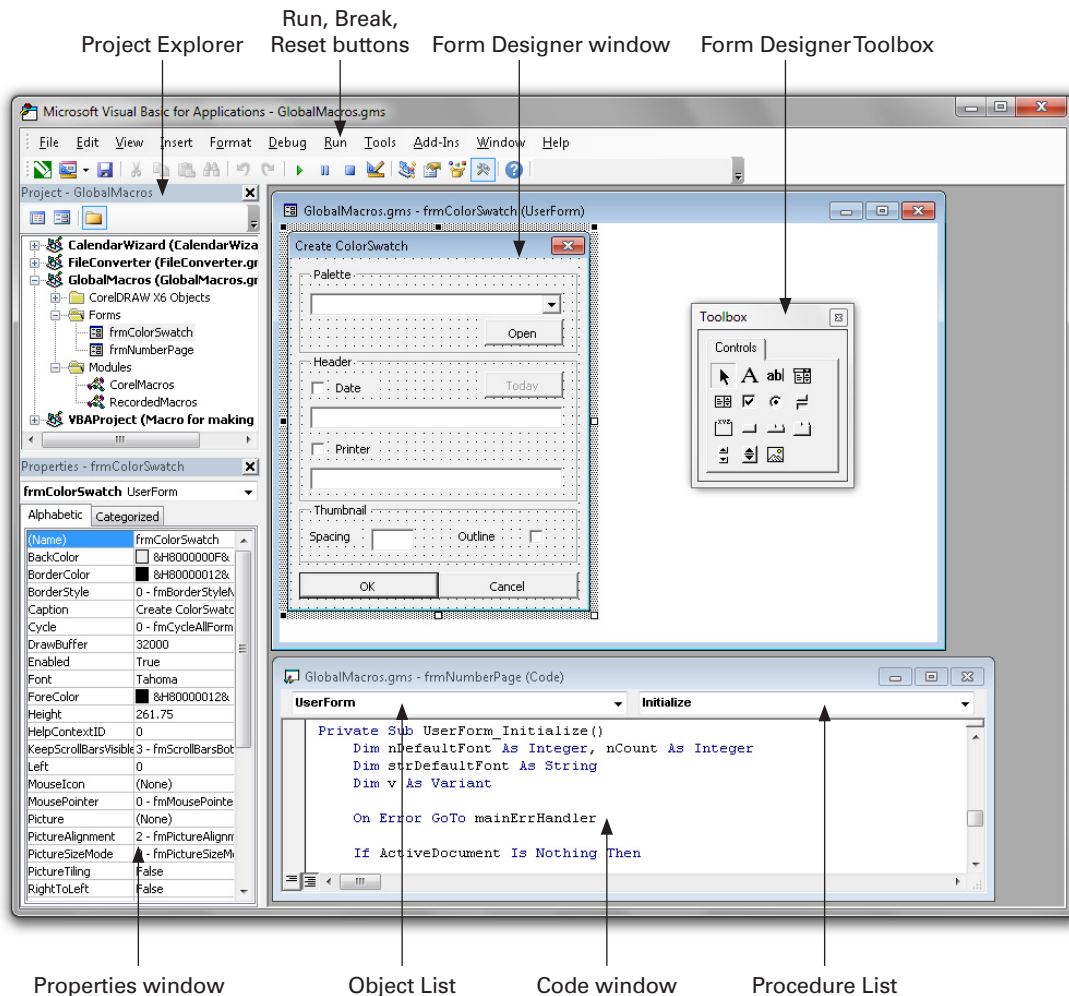 Run, Break,
Project Explorer Reset buttons Form Designer window Form Designer Toolbox
Microsoft Visual Basic for Applications - GlobalMacros.gms
File Edit View Insert Format Debug Run Tools Add-Ins Window Help
Project - GlobalMacros
CalendarWizard (CalendarWiza
FileConverter (FileConverter.gr
GlobalMacros (GlobalMacros.gr
CorelDRAW X6 Objects
Forms
frmColorSwatch
frmNumberPage
Modules
CorelMacros
RecordedMacros
VBAProject (Macro for making
Properties - frmColorSwatch
frmColorSwatch UserForm
Alphabetic Categorized
(Name) frmColorSwatch
BackColor &H8000000F&
BorderColor &H80000012&
BorderStyle 0 - fmBorderStyleN
Caption Create ColorSwatc
Cycle 0 - fmCycleAllForm
DrawBuffer 32000
Enabled True
Font Tahoma
ForeColor &H80000012&
Height 261.75
HelpContextID 0
KeepScrollBarsVisible 3 - fmScrollBarsBot
Left 0
MouseIcon (None)
MousePointer 0 - fmMousePointe
Picture (None)
PictureAlignment 2 - fmPictureAlignm
PictureSizeMode - fmPictureSizeM
PictureTiling False
RightToLeft False
GlobalMacros.gms - frmColorSwatch (UserForm)
Create ColorSwatch
Palette
Open
Header
Date Today
Printer
Thumbnail
Spacing Outline
OK Cancel
Toolbox
Controls
A ab|
xyz
GlobalMacros.gms - frmNumberPage (Code)
UserForm Initialize
Private Sub UserForm_Initialize()
Dim nDefaultFont As Integer, nCount As Integer
Dim strDefaultFont As String
Dim v As Variant
On Error GoTo mainErrHandler
If ActiveDocument Is Nothing Then
Properties window Object List Code window Procedure List